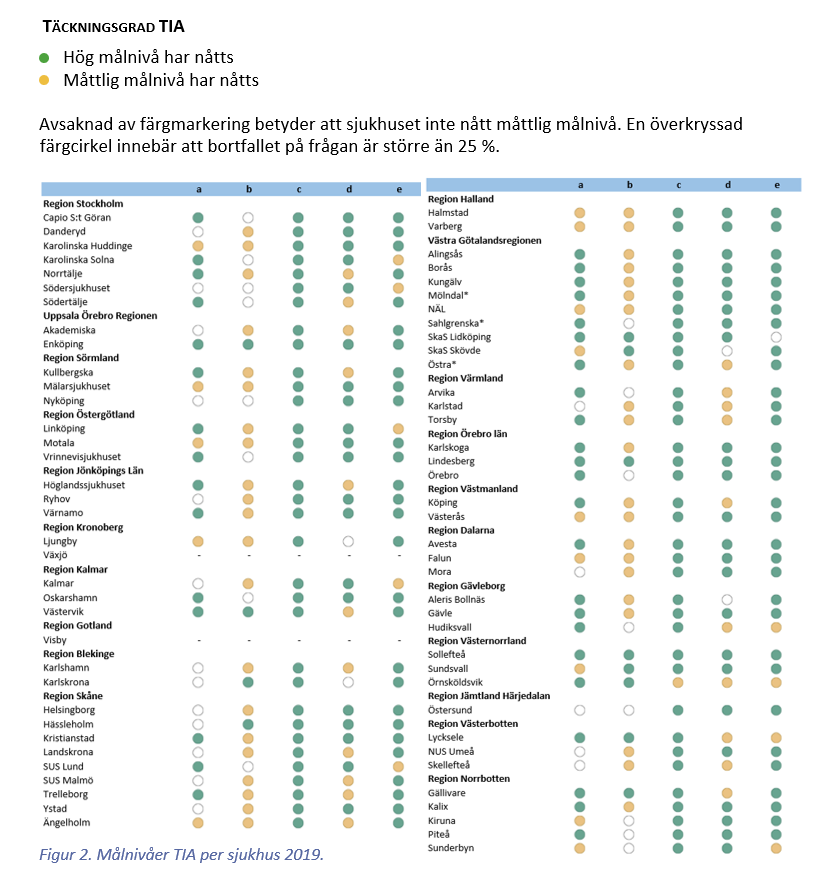 TÄCKNINGSGRAD TIA
Hög målnivå har nåtts
Måttlig målnivå har nåtts
Avsaknad av färgmarkering betyder att sjukhuset inte nått måttlig målnivå. En överkryssad
färgcirkel innebär att bortfallet på frågan är större än 25 %.
a b c d e
Region Stockholm
Capio S:t Göran
Danderyd
Karolinska Huddinge
Karolinska Solna
Norrtälje
Södersjukhuset
Södertälje
Uppsala Örebro Regionen
Akademiska
Enköping
Region Sörmland
Kullbergska
Mälarsjukhuset
Nyköping
Region Östergötland
Linköping
Motala
Vrinnevisjukhuset
Region Jönköpings Län
Höglandssjukhuset
Ryhov
Värnamo
Region Kronoberg
Ljungby
Växjö - - - - -
Region Kalmar
Kalmar
Oskarshamn
Västervik
Region Gotland
Visby - - - - -
Region Blekinge
Karlshamn
Karlskrona
Region Skåne
Helsingborg
Hässleholm
Kristianstad
Landskrona
SUS Lund
SUS Malmö
Trelleborg
Ystad
Ängelholm
a b c d e
Region Halland
Halmstad
Varberg
Västra Götalandsregionen
Alingsås
Borås
Kungälv
Mölndal*
NÄL
Sahlgrenska*
SkaS Lidköping
SkaS Skövde
Östra*
Region Värmland
Arvika
Karlstad
Torsby
Region Örebro län
Karlskoga
Lindesberg
Örebro
Region Västmanland
Köping
Västerås
Region Dalarna
Avesta
Falun
Mora
Region Gävleborg
Aleris Bollnäs
Gävle
Hudiksvall
Region Västernorrland
Sollefteå
Sundsvall
Örnsköldsvik
Region Jämtland Härjedalan
Östersund
Region Västerbotten
Lycksele
NUS Umeå
Skellefteå
Region Norrbotten
Gällivare
Kalix
Kiruna
Piteå
Sunderbyn
Figur 2. Målnivåer TIA per sjukhus 2019.